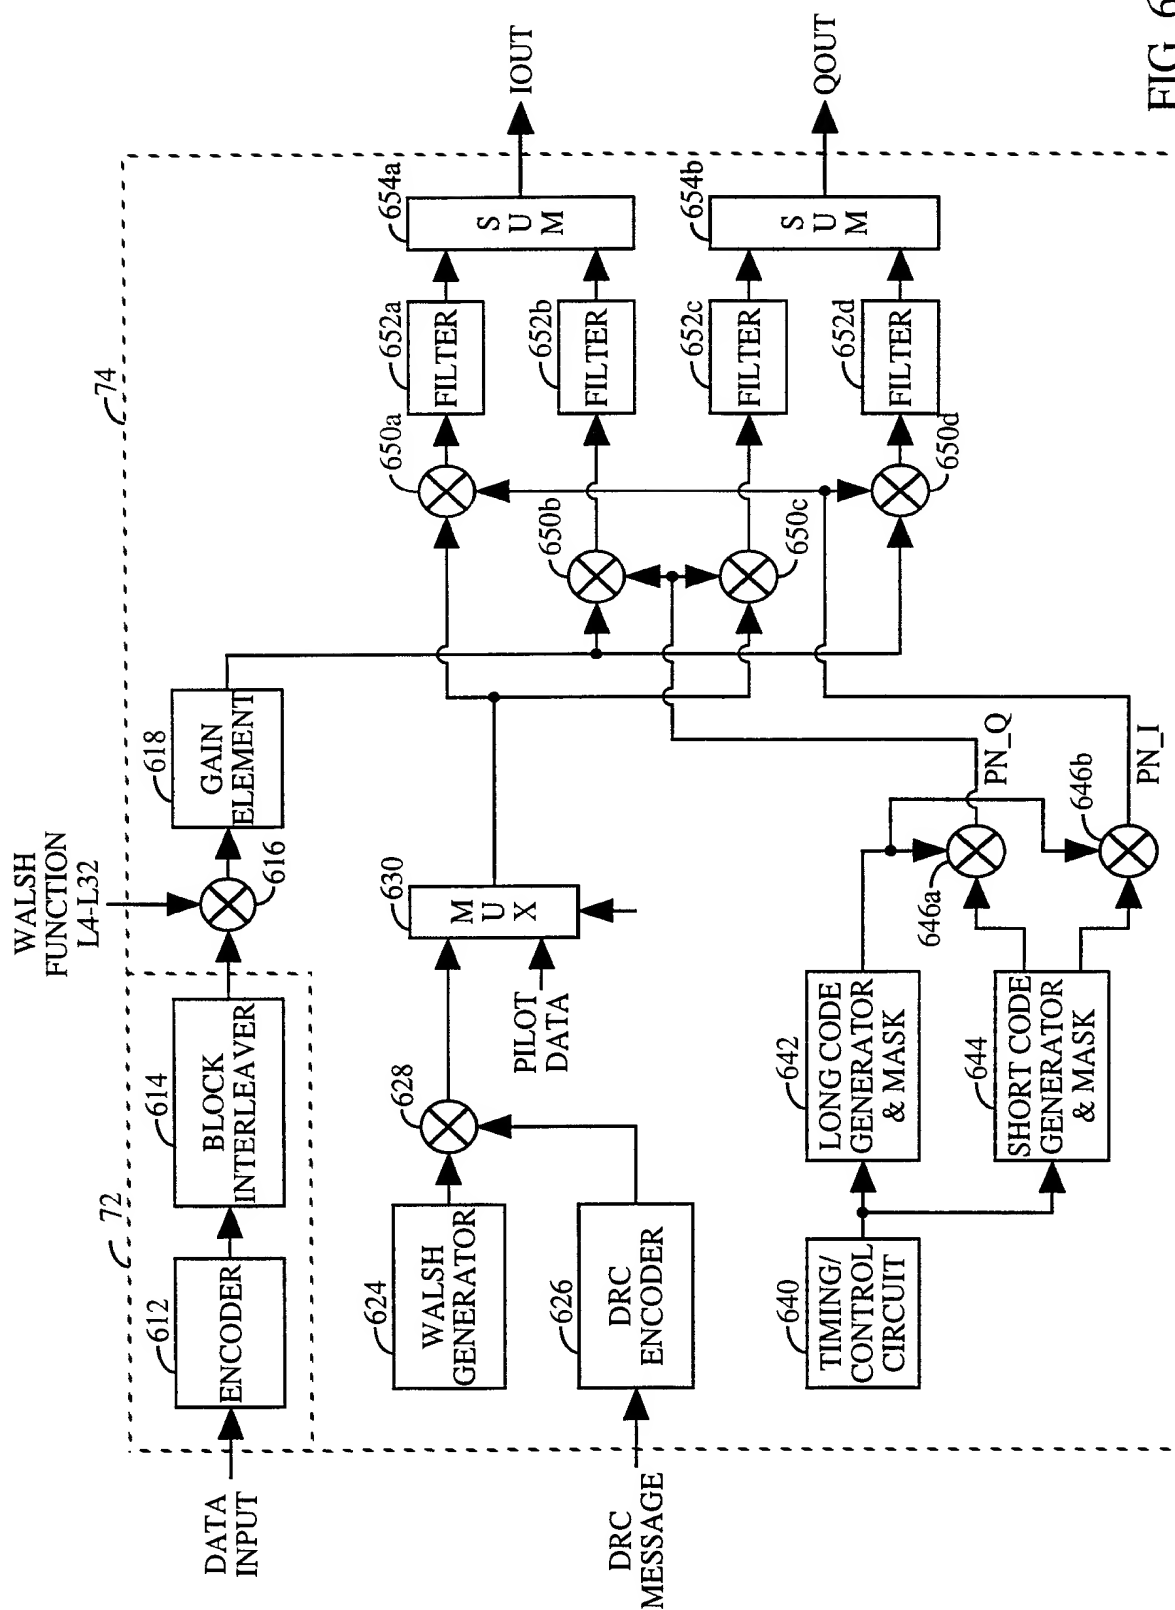 WALSH
FUNCTION
L4-L32
72
74
DATA
INPUT
612
ENCODER
614
BLOCK
INTERLEAVER
616
618
GAIN
ELEMENT
DRC
MESSAGE
624
WALSH
GENERATOR
626
DRC
ENCODER
628
PILOT
DATA
630
MUX
640
TIMING/
CONTROL
CIRCUIT
642
LONG CODE
GENERATOR
& MASK
644
SHORT CODE
GENERATOR
& MASK
646a
646b
PN_Q
PN_I
650a
650b
650c
650d
652a
FILTER
652b
FILTER
652c
FILTER
652d
FILTER
654a
SUM
654b
SUM
IOUT
QOUT
FIG. 6